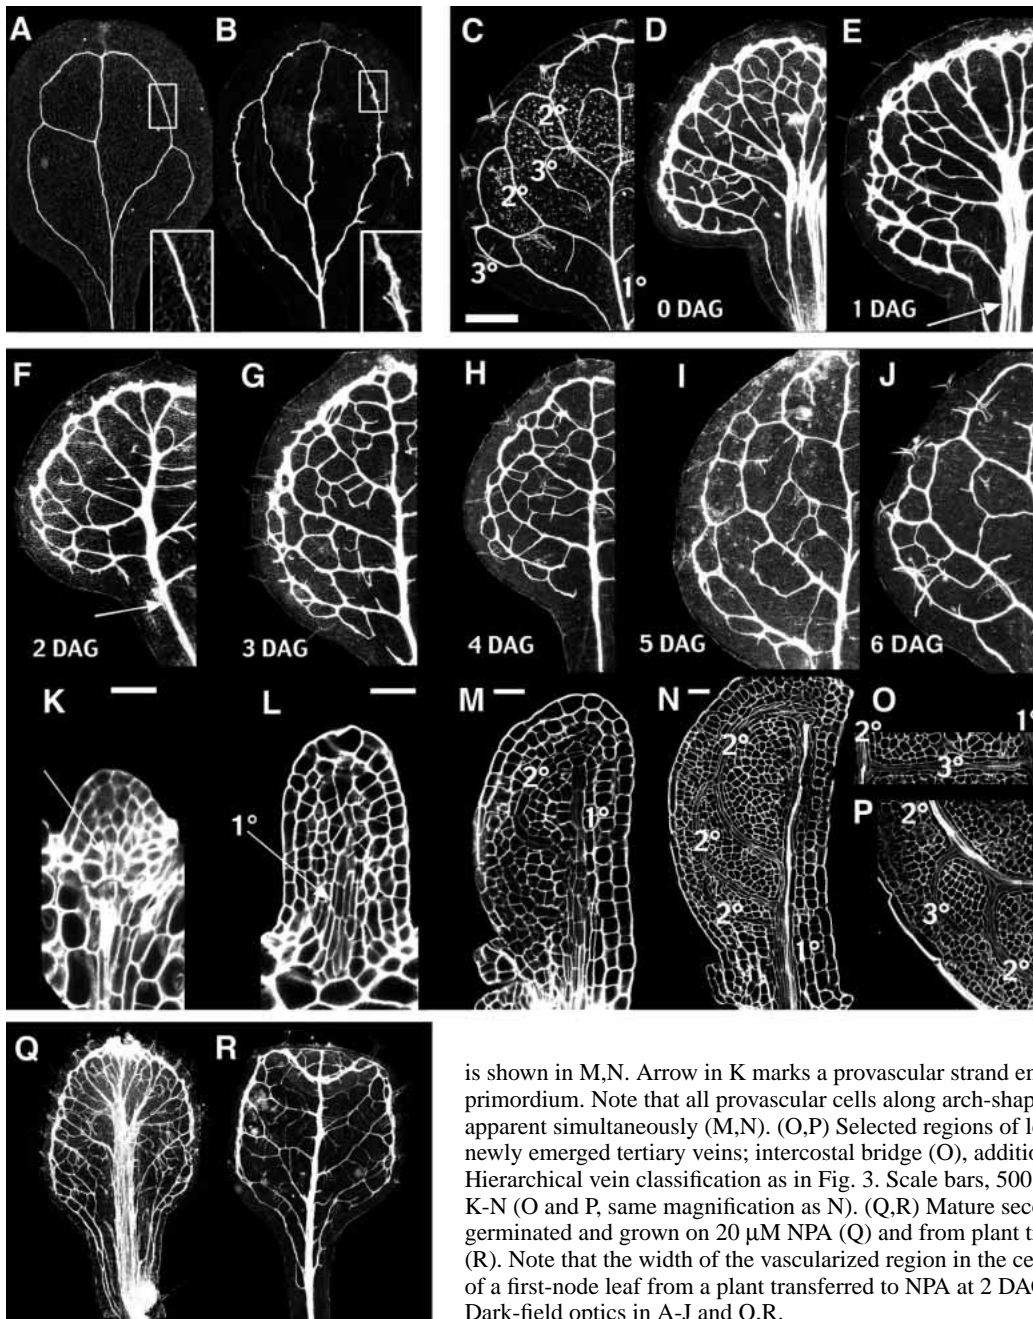 A B C D E
2° 3° 2° 3° 1°
0 DAG 1 DAG
F G H I J
2 DAG 3 DAG 4 DAG 5 DAG 6 DAG
K L M N O
1° 2° 1° 2° 2° 2° 1° 2° 3° 1°
P
2° 3° 2°
Q R
is shown in M,N. Arrow in K marks a provascular strand en
primordium. Note that all provascular cells along arch-shap
apparent simultaneously (M,N). (O,P) Selected regions of le
newly emerged tertiary veins; intercostal bridge (O), addition
Hierarchical vein classification as in Fig. 3. Scale bars, 500
K-N (O and P, same magnification as N). (Q,R) Mature seco
germinated and grown on 20 μM NPA (Q) and from plant tr
(R). Note that the width of the vascularized region in the ce
of a first-node leaf from a plant transferred to NPA at 2 DAG
Dark-field optics in A-J and Q,R.